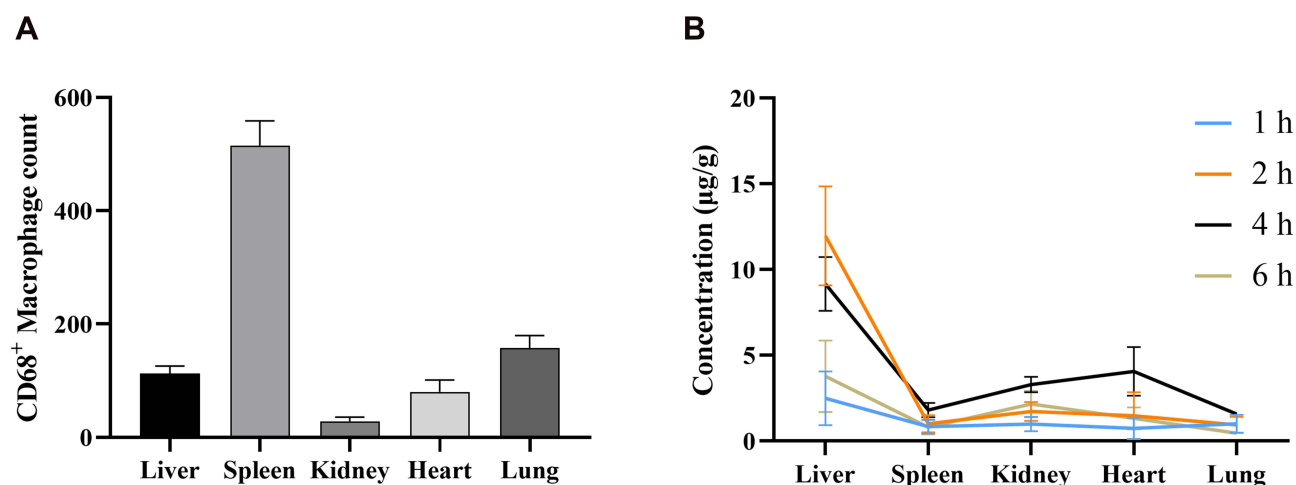 A
CD68⁺ Macrophage count
600
400
200
0
Liver Spleen Kidney Heart Lung
B
Concentration (µg/g)
20
15
10
5
0
Liver Spleen Kidney Heart Lung
1 h
2 h
4 h
6 h